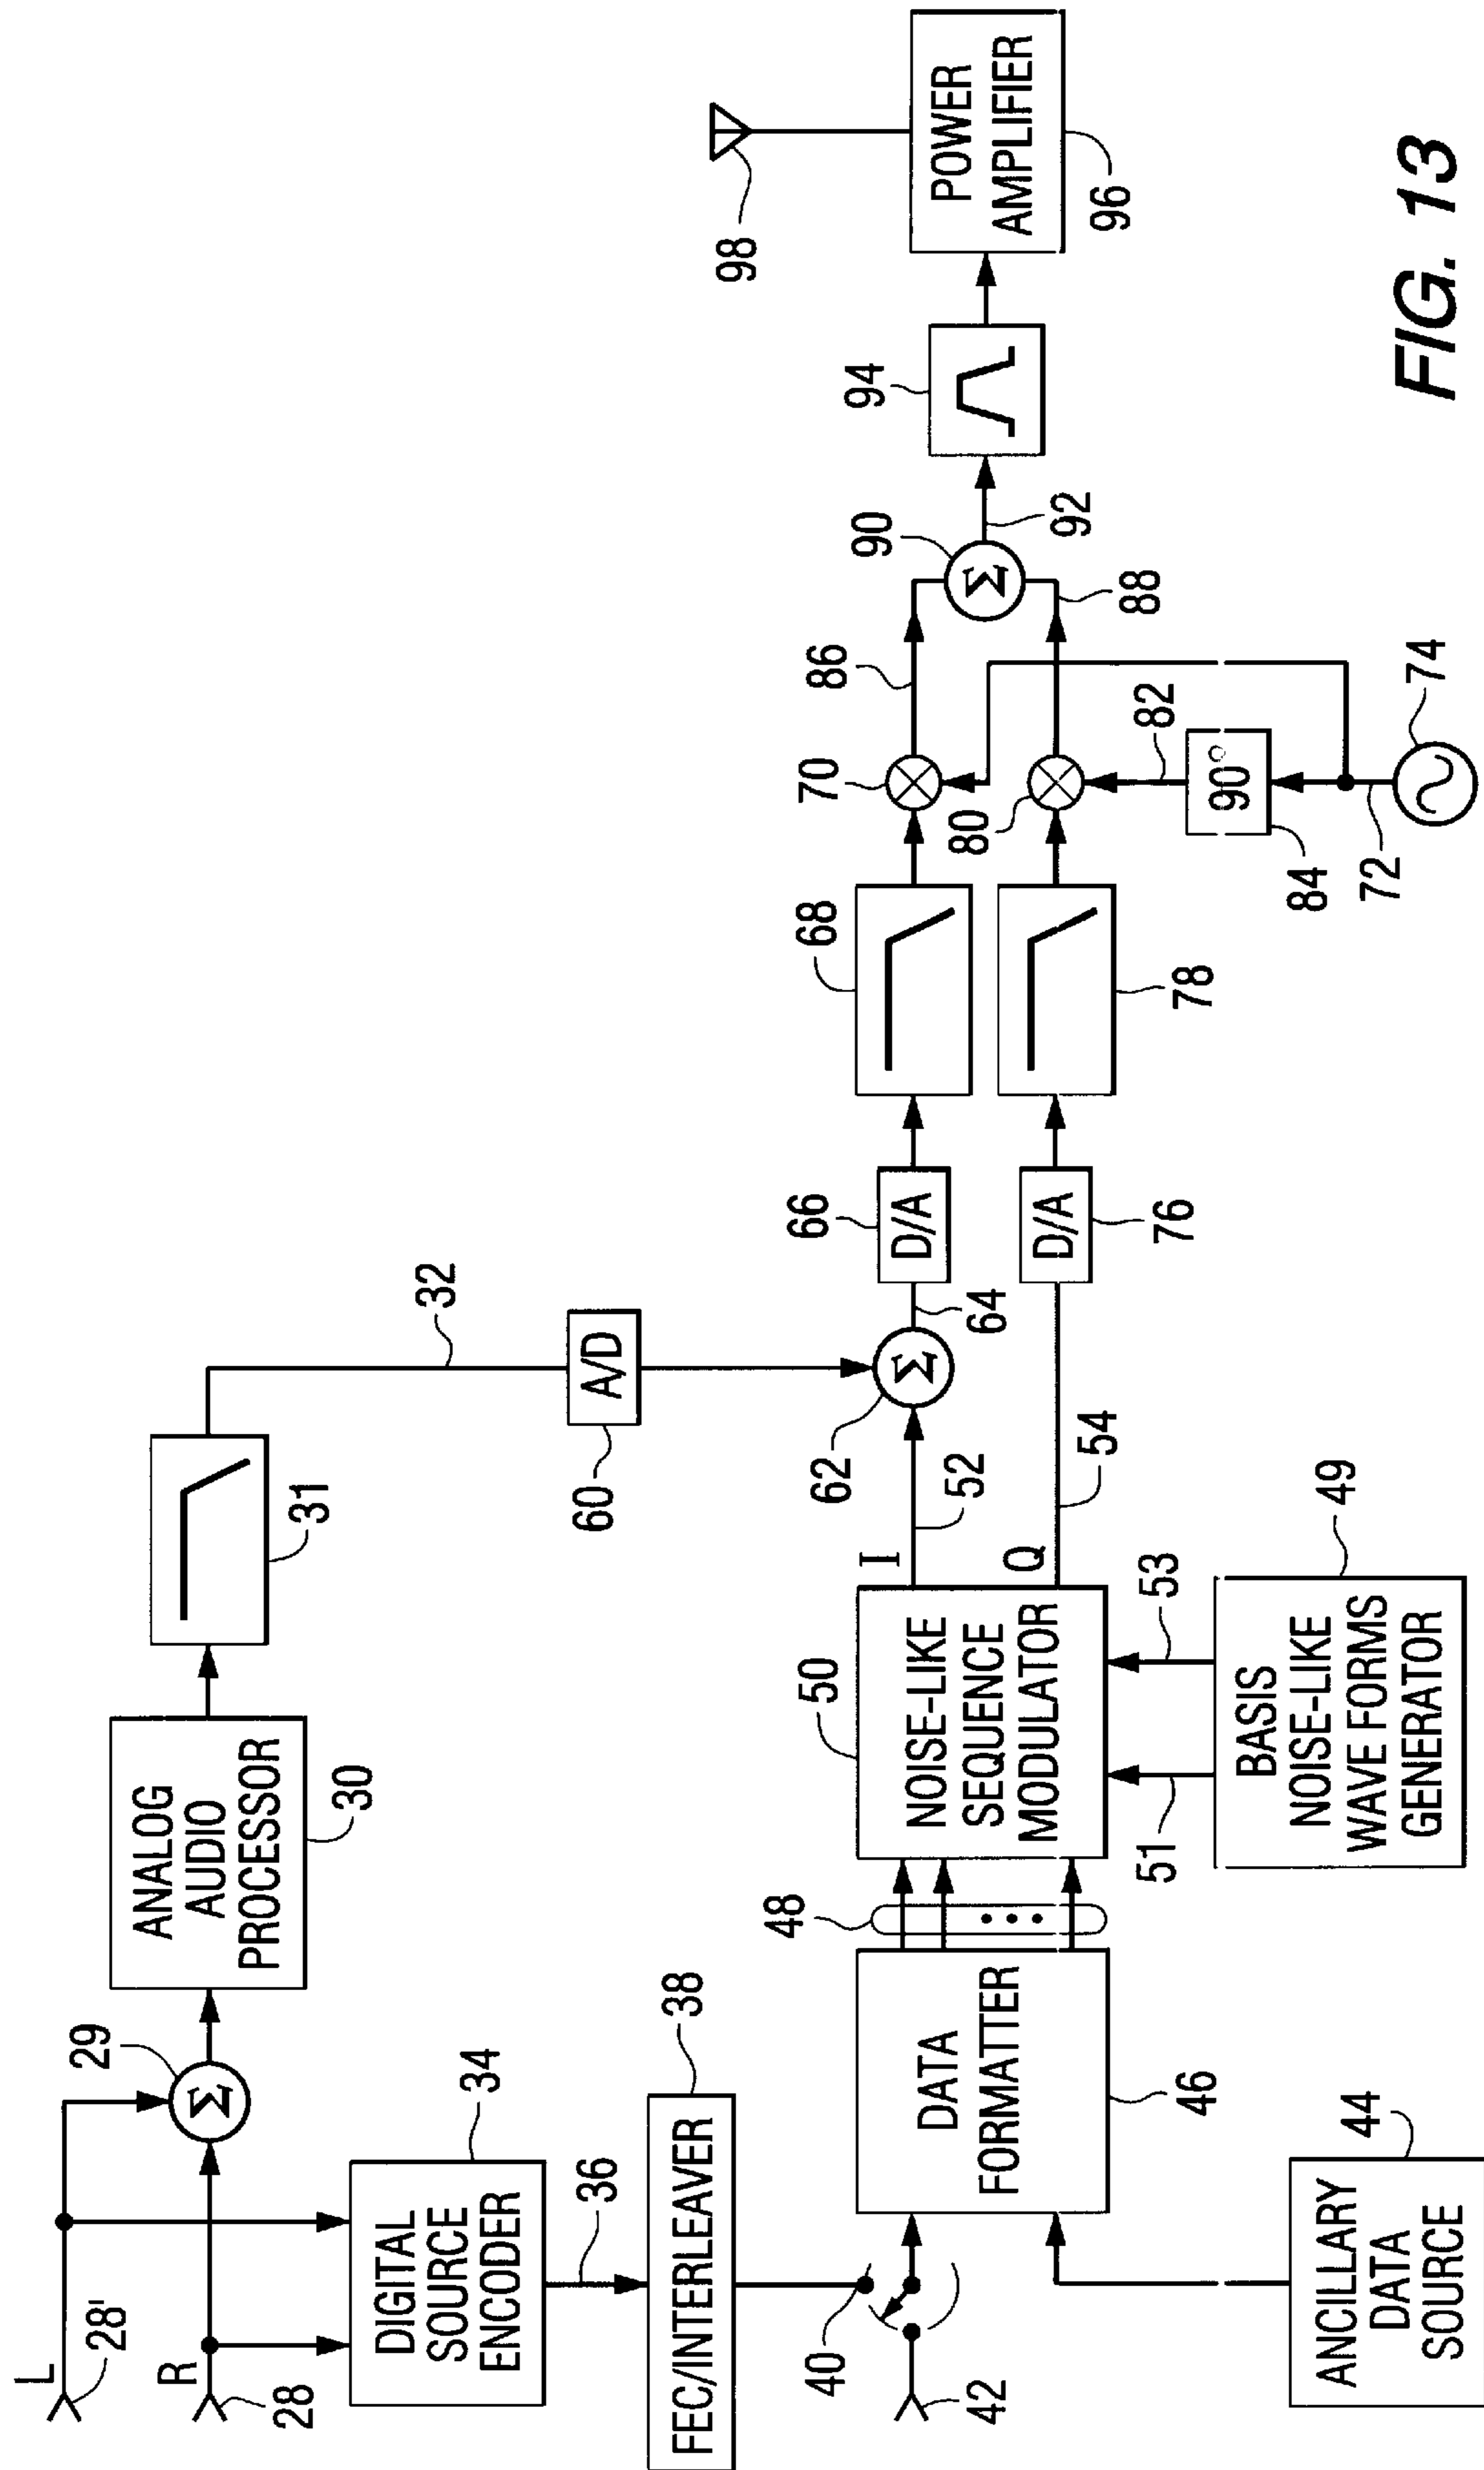 L
28'
R
28
29
Σ
ANALOG
AUDIO
PROCESSOR
30
31
32
DIGITAL
SOURCE
ENCODER
34
36
FEC/INTERLEAVER
38
40
42
A/D
60
DATA
FORMATTER
46
48
ANCILLARY
DATA
SOURCE
44
NOISE-LIKE
SEQUENCE
MODULATOR
50
I
Q
52
54
51
53
BASIS
NOISE-LIKE
WAVE FORMS
GENERATOR
49
Σ
62
64
D/A
66
D/A
76
68
78
70
80
82
90°
84
72
74
86
88
Σ
90
92
94
POWER
AMPLIFIER
96
98
FIG. 13